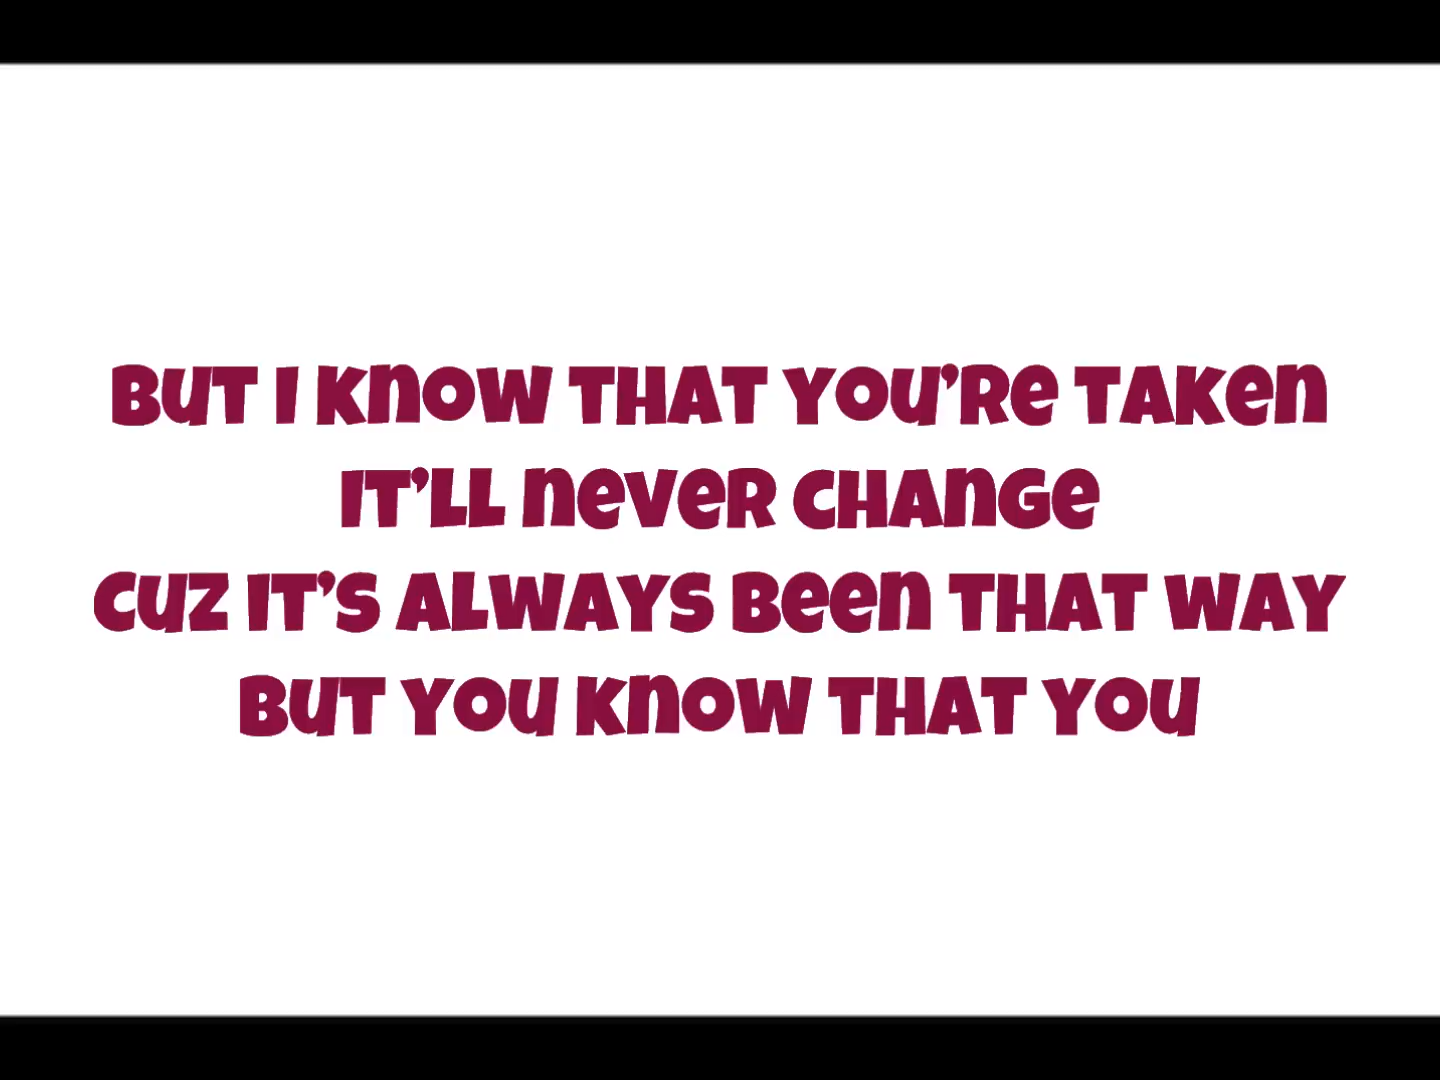 BUT I KNOW THAT YOU'RE TAKEN
IT'LL NEVER CHANGE
CUZ IT'S ALWAYS BEEN THAT WAY
BUT YOU KNOW THAT YOU